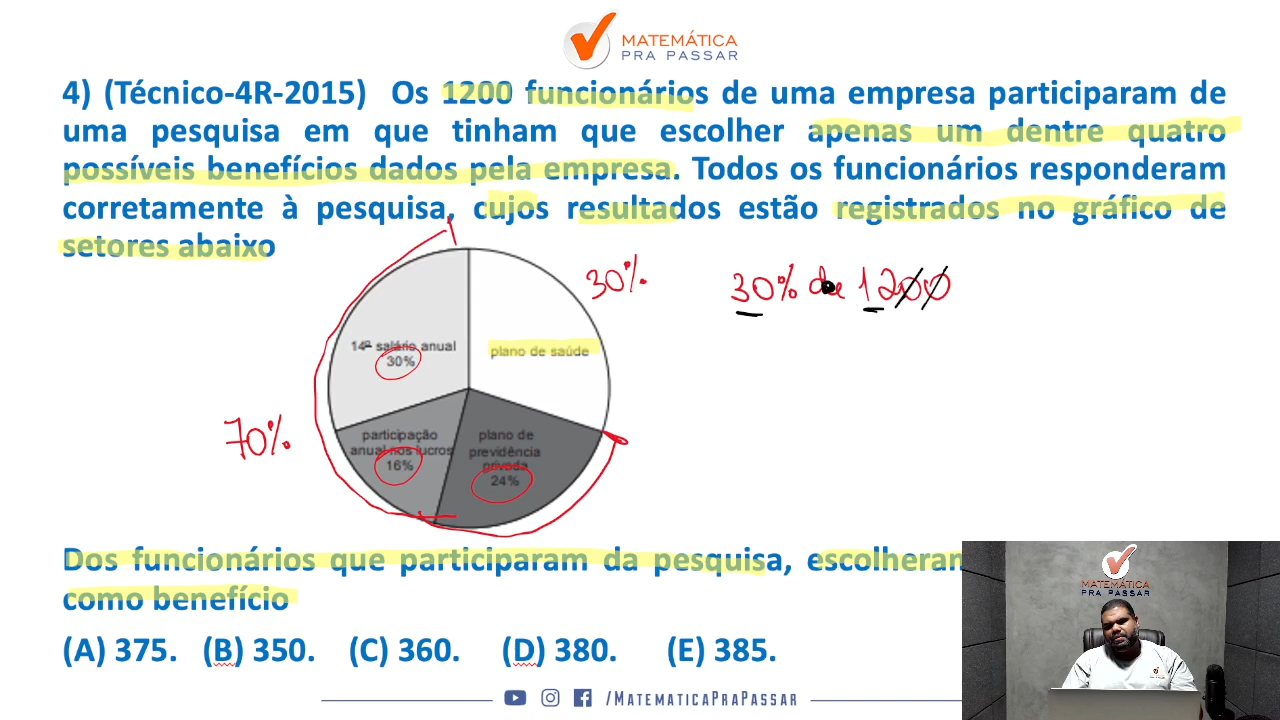 MATEMÁTICA
PRA PASSAR
4) (Técnico-4R-2015) Os 1200 funcionários de uma empresa participaram de
uma pesquisa em que tinham que escolher apenas um dentre quatro
possíveis benefícios dados pela empresa. Todos os funcionários responderam
corretamente à pesquisa, cujos resultados estão registrados no gráfico de
setores abaixo
30%
30% de 1200
14º salário anual
30%
plano de saúde
70%
participação
anual nos lucros
16%
plano de
previdência
privada
24%
Dos funcionários que participaram da pesquisa, escolheram
como benefício
MATEMÁTICA
PRA PASSAR
(A) 375. (B) 350. (C) 360. (D) 380. (E) 385.
/MATEMATICAPRAPASSAR